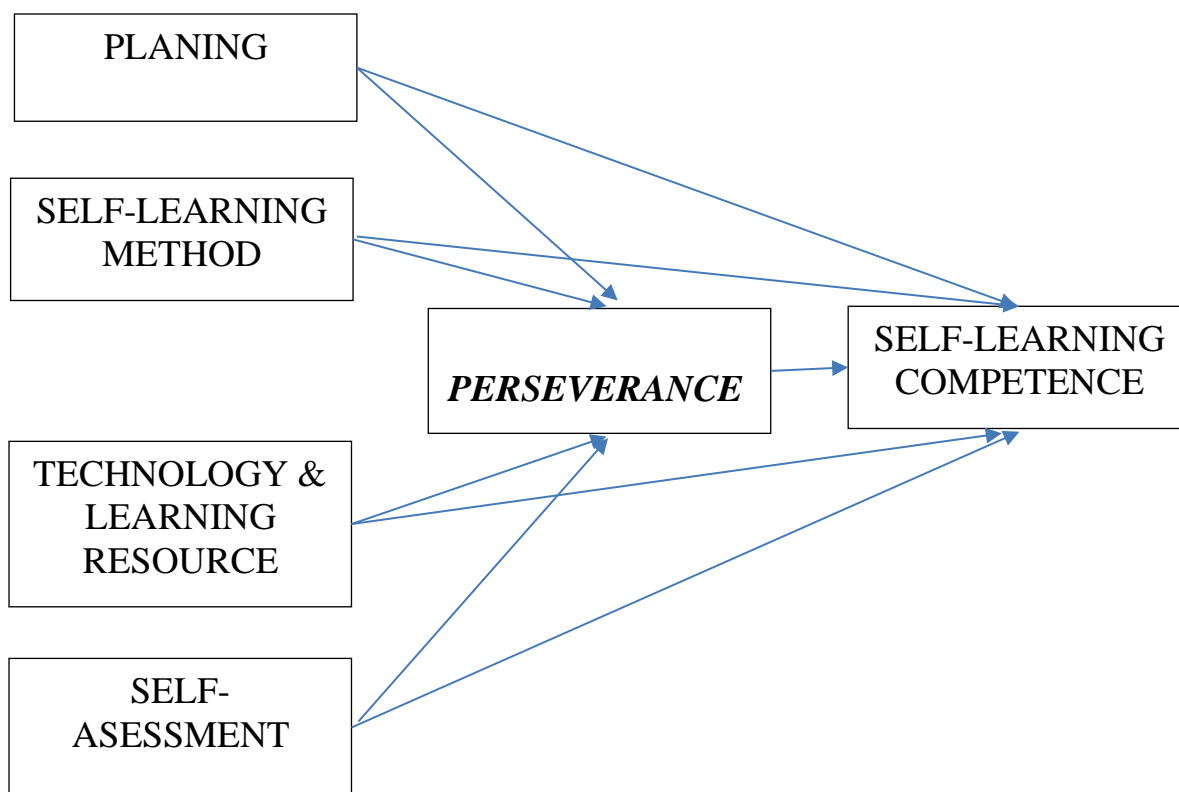 PLANING
SELF-LEARNING
METHOD
PERSEVERANCE
SELF-LEARNING
COMPETENCE
TECHNOLOGY &
LEARNING
RESOURCE
SELF-
ASESSMENT